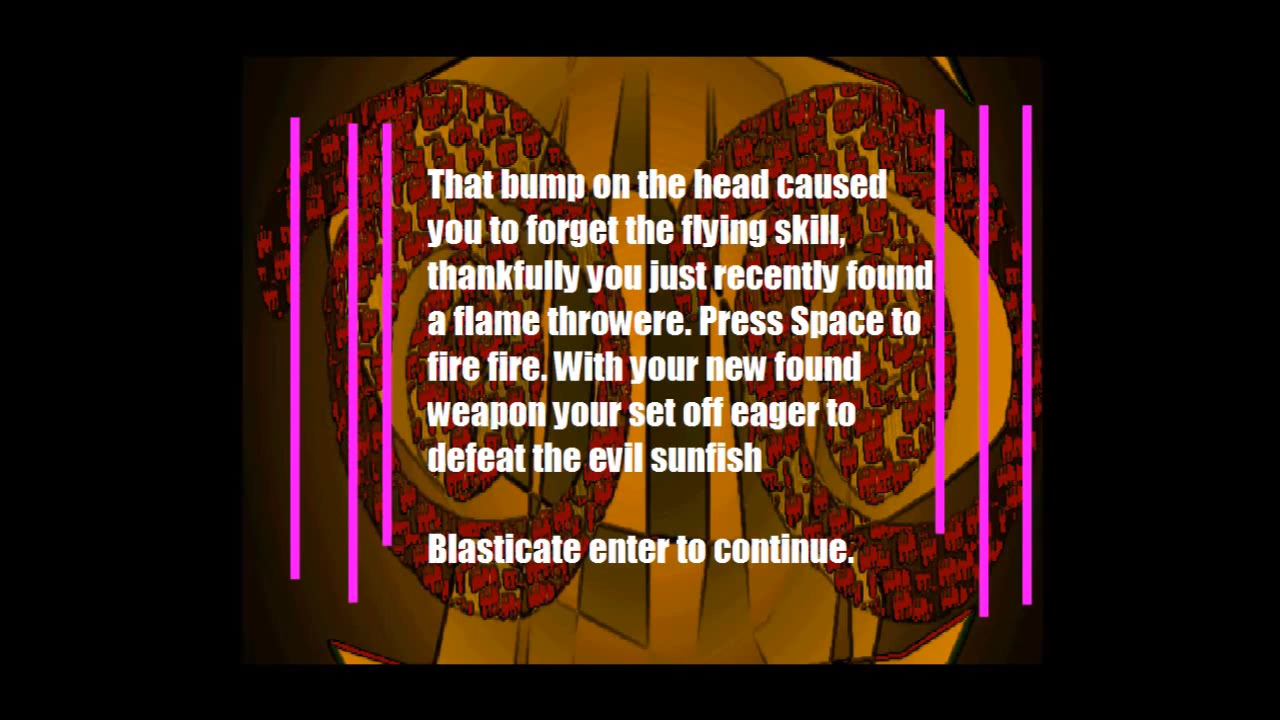 That bump on the head caused
you to forget the flying skill,
thankfully you just recently found
a flame throwere. Press Space to
fire fire. With your new found
weapon your set off eager to
defeat the evil sunfish
Blasticate enter to continue.